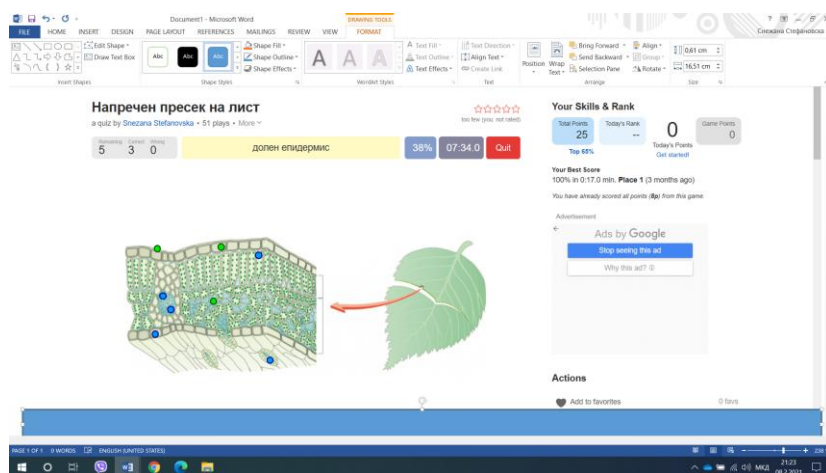 Document1 - Microsoft Word
DRAWING TOOLS
FILE HOME INSERT DESIGN PAGE LAYOUT REFERENCES MAILINGS REVIEW VIEW FORMAT
Снежана Стефановска
Edit Shape
Draw Text Box
Abc Abc Abc
Shape Fill
Shape Outline
Shape Effects
A A A
Text Fill
Text Outline
Text Effects
Text Direction
Align Text
Create Link
Position
Wrap Text
Bring Forward
Send Backward
Selection Pane
Align
Group
Rotate
0,61 cm
16,51 cm
Insert Shapes Shape Styles WordArt Styles Text Arrange Size
Напречен пресек на лист
a quiz by Snezana Stefanovska • 51 plays • More
too few (you: not rated)
Remaining Correct Wrong
5 3 0
долен епидермис
38% 07:34.0 Quit
Your Skills & Rank
Total Points
25
Top 68%
Today's Rank
--
0
Today's Points
Get started!
Game Points
0
Your Best Score
100% in 0:17.0 min. Place 1 (3 months ago)
You have already scored all points (8p) from this game.
Advertisement
Ads by Google
Stop seeing this ad
Why this ad?
Actions
Add to favorites 0 favs
PAGE 1 OF 1 0 WORDS ENGLISH (UNITED STATES)
МКД
21:23
08.2.2021